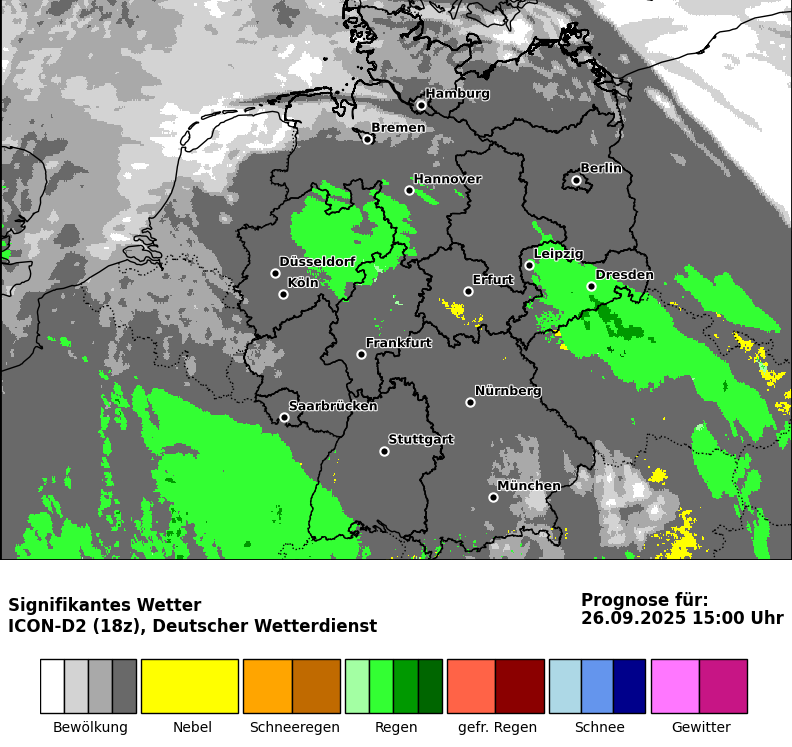 Hamburg
Bremen
Berlin
Hannover
Leipzig
Düsseldorf
Dresden
Köln
Erfurt
Frankfurt
Nürnberg
Saarbrücken
Stuttgart
München
Signifikantes Wetter
ICON-D2 (18z), Deutscher Wetterdienst
Prognose für:
26.09.2025 15:00 Uhr
Bewölkung
Nebel
Schneeregen
Regen
gefr. Regen
Schnee
Gewitter